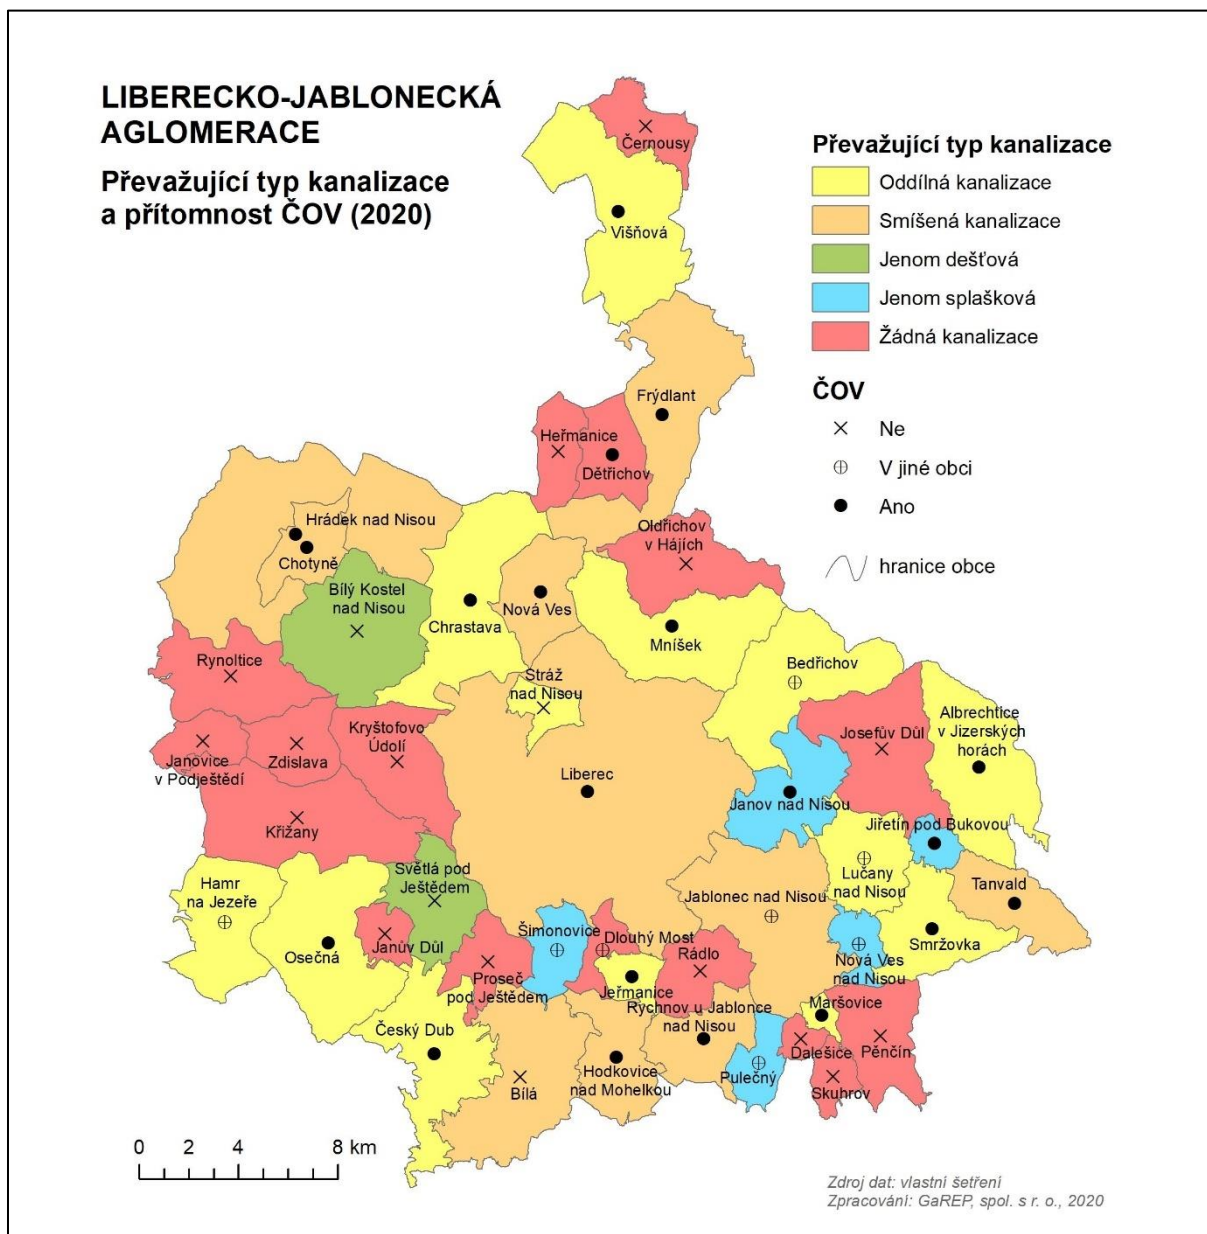 LIBERECKO-JABLONECKÁ
AGLOMERACE
Převažující typ kanalizace
a přítomnost ČOV (2020)
Převažující typ kanalizace
Oddílná kanalizace
Smíšená kanalizace
Jenom dešťová
Jenom splašková
Žádná kanalizace
ČOV
Ne
V jiné obci
Ano
hranice obce
Černousy
Višňová
Frýdlant
Heřmanice
Dětřichov
Oldřichov
v Hájích
Hrádek nad Nisou
Chotyně
Bílý Kostel
nad Nisou
Chrastava
Nová Ves
Mníšek
Stráž
nad Nisou
Bedřichov
Rynoltice
Albrechtice
v Jizerských
horách
Josefův Důl
Kryštofovo
Údolí
Janovice
v Podještědí
Zdislava
Liberec
Janov nad Nisou
Křižany
Jiřetín pod Bukovou
Světlá pod
Ještědem
Lučany
nad Nisou
Tanvald
Hamr
na Jezeře
Jablonec nad Nisou
Šimonovice
Dlouhý Most
Smržovka
Osečná
Janův Důl
Rádlo
Nová Ves
nad Nisou
Proseč
pod Ještědem
Jeřmanice
Rychnov u Jablonce
nad Nisou
Maršovice
Český Dub
Dalešice
Pěnčín
Hodkovice
nad Mohelkou
Pulečný
Bílá
Skuhrov
0 2 4 8 km
Zdroj dat: vlastní šetření
Zpracování: GaREP, spol. s r. o., 2020